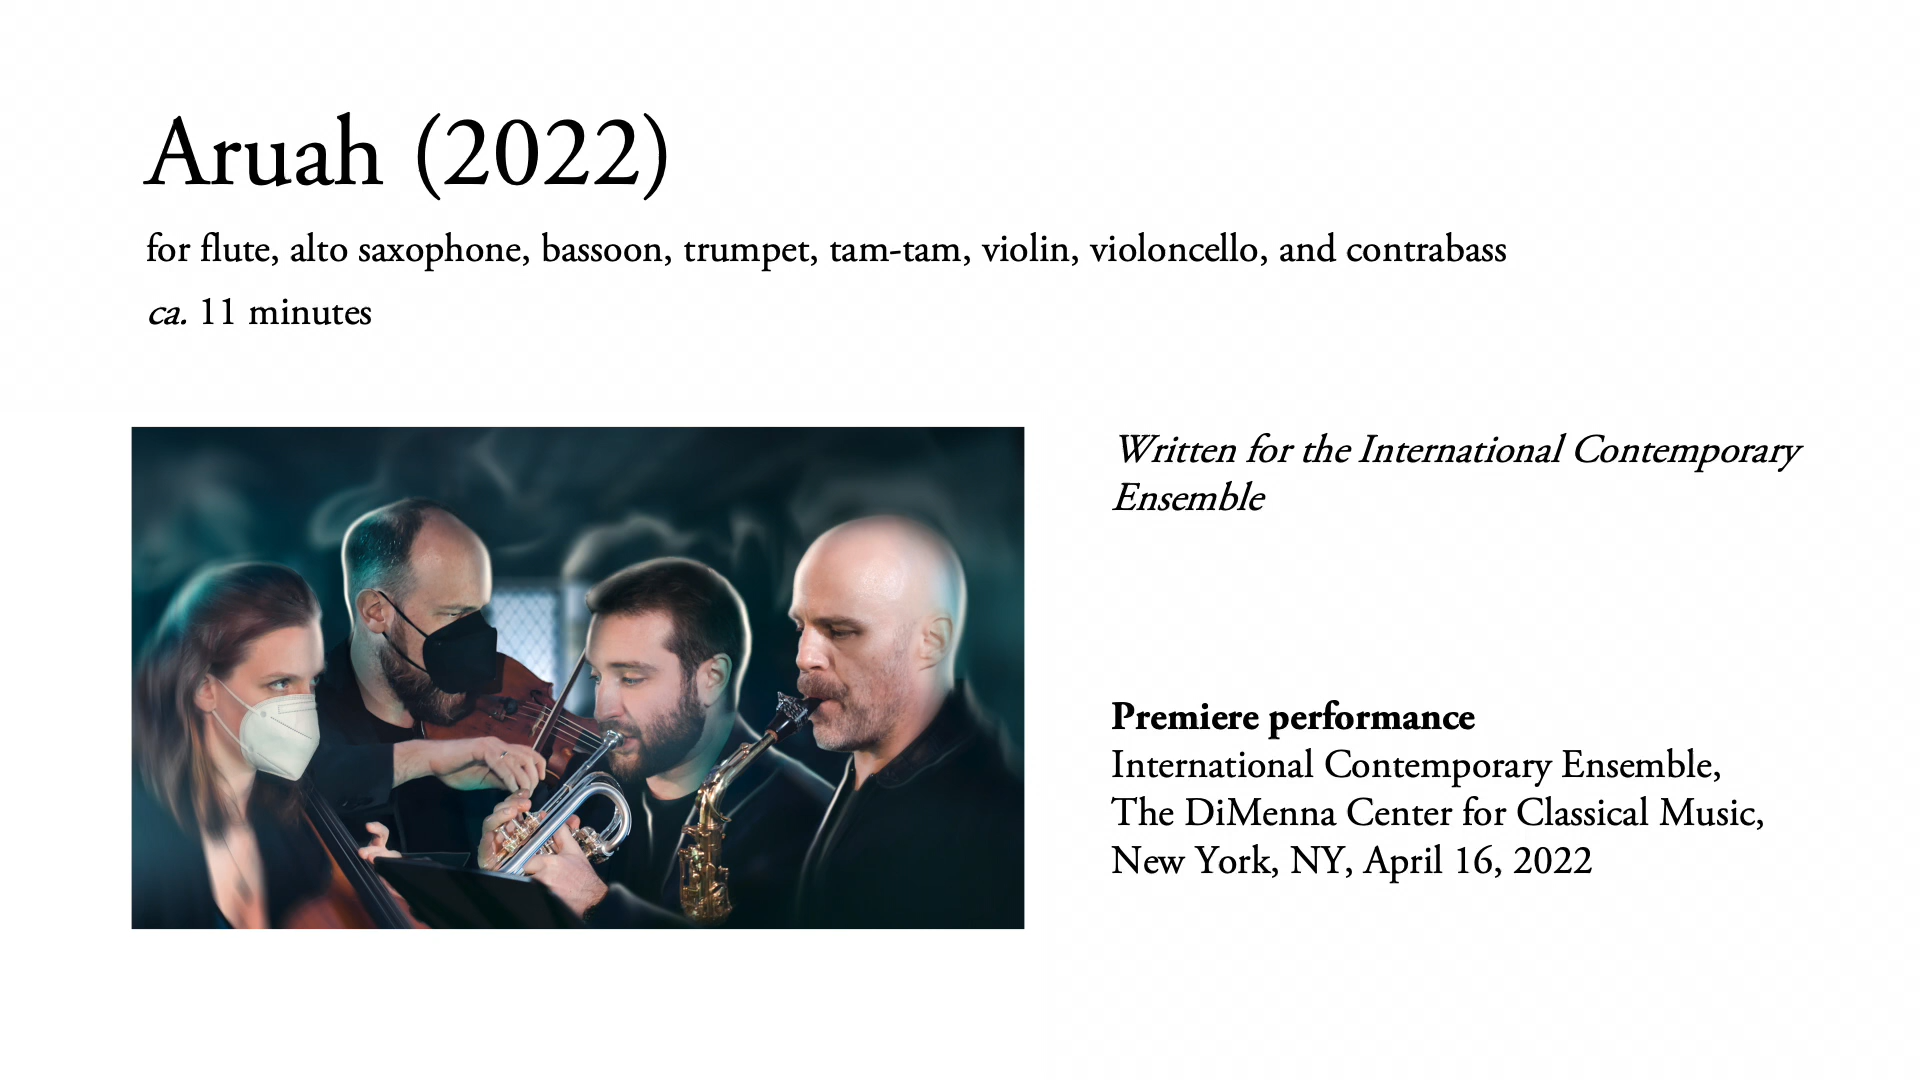 Aruah (2022)
for flute, alto saxophone, bassoon, trumpet, tam-tam, violin, violoncello, and contrabass
ca. 11 minutes
Written for the International Contemporary
Ensemble
Premiere performance
International Contemporary Ensemble,
The DiMenna Center for Classical Music,
New York, NY, April 16, 2022